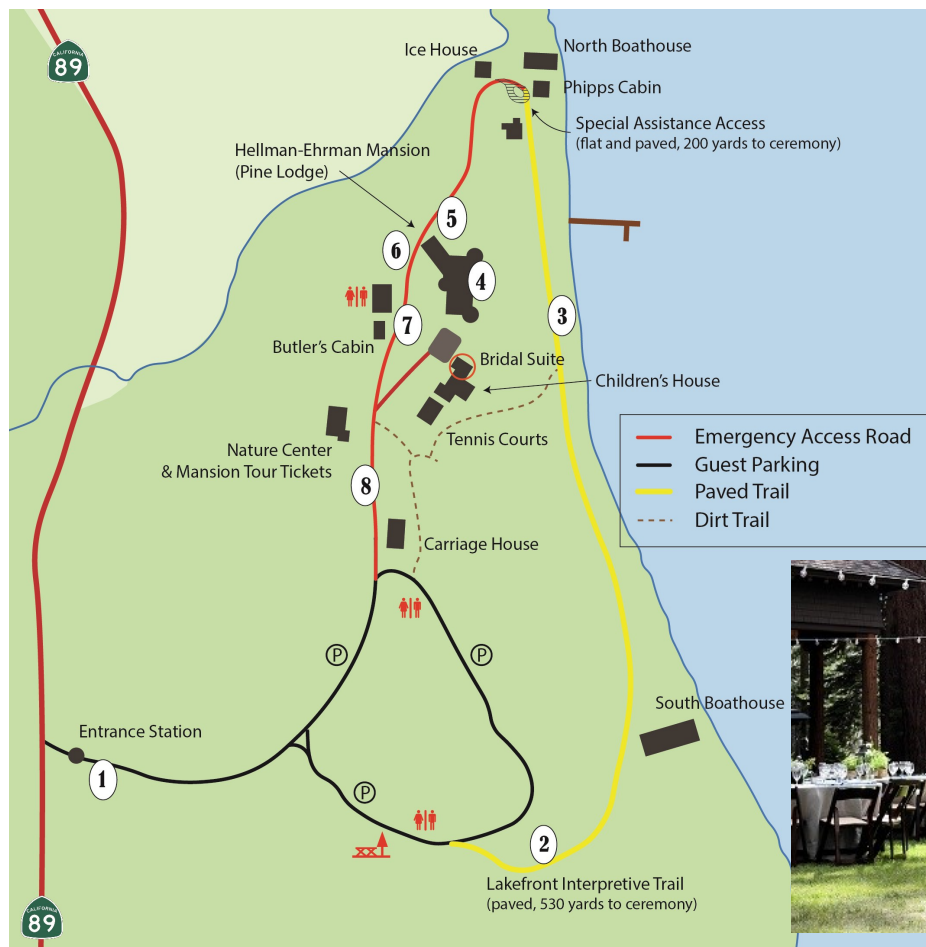 CALIFORNIA
89
Ice House
North Boathouse
Phipps Cabin
Special Assistance Access
(flat and paved, 200 yards to ceremony)
Hellman-Ehrman Mansion
(Pine Lodge)
5
6
4
3
7
Butler's Cabin
Bridal Suite
Children's House
Tennis Courts
Nature Center
& Mansion Tour Tickets
8
Emergency Access Road
Guest Parking
Paved Trail
Dirt Trail
Carriage House
P
P
South Boathouse
Entrance Station
1
P
2
Lakefront Interpretive Trail
(paved, 530 yards to ceremony)
CALIFORNIA
89